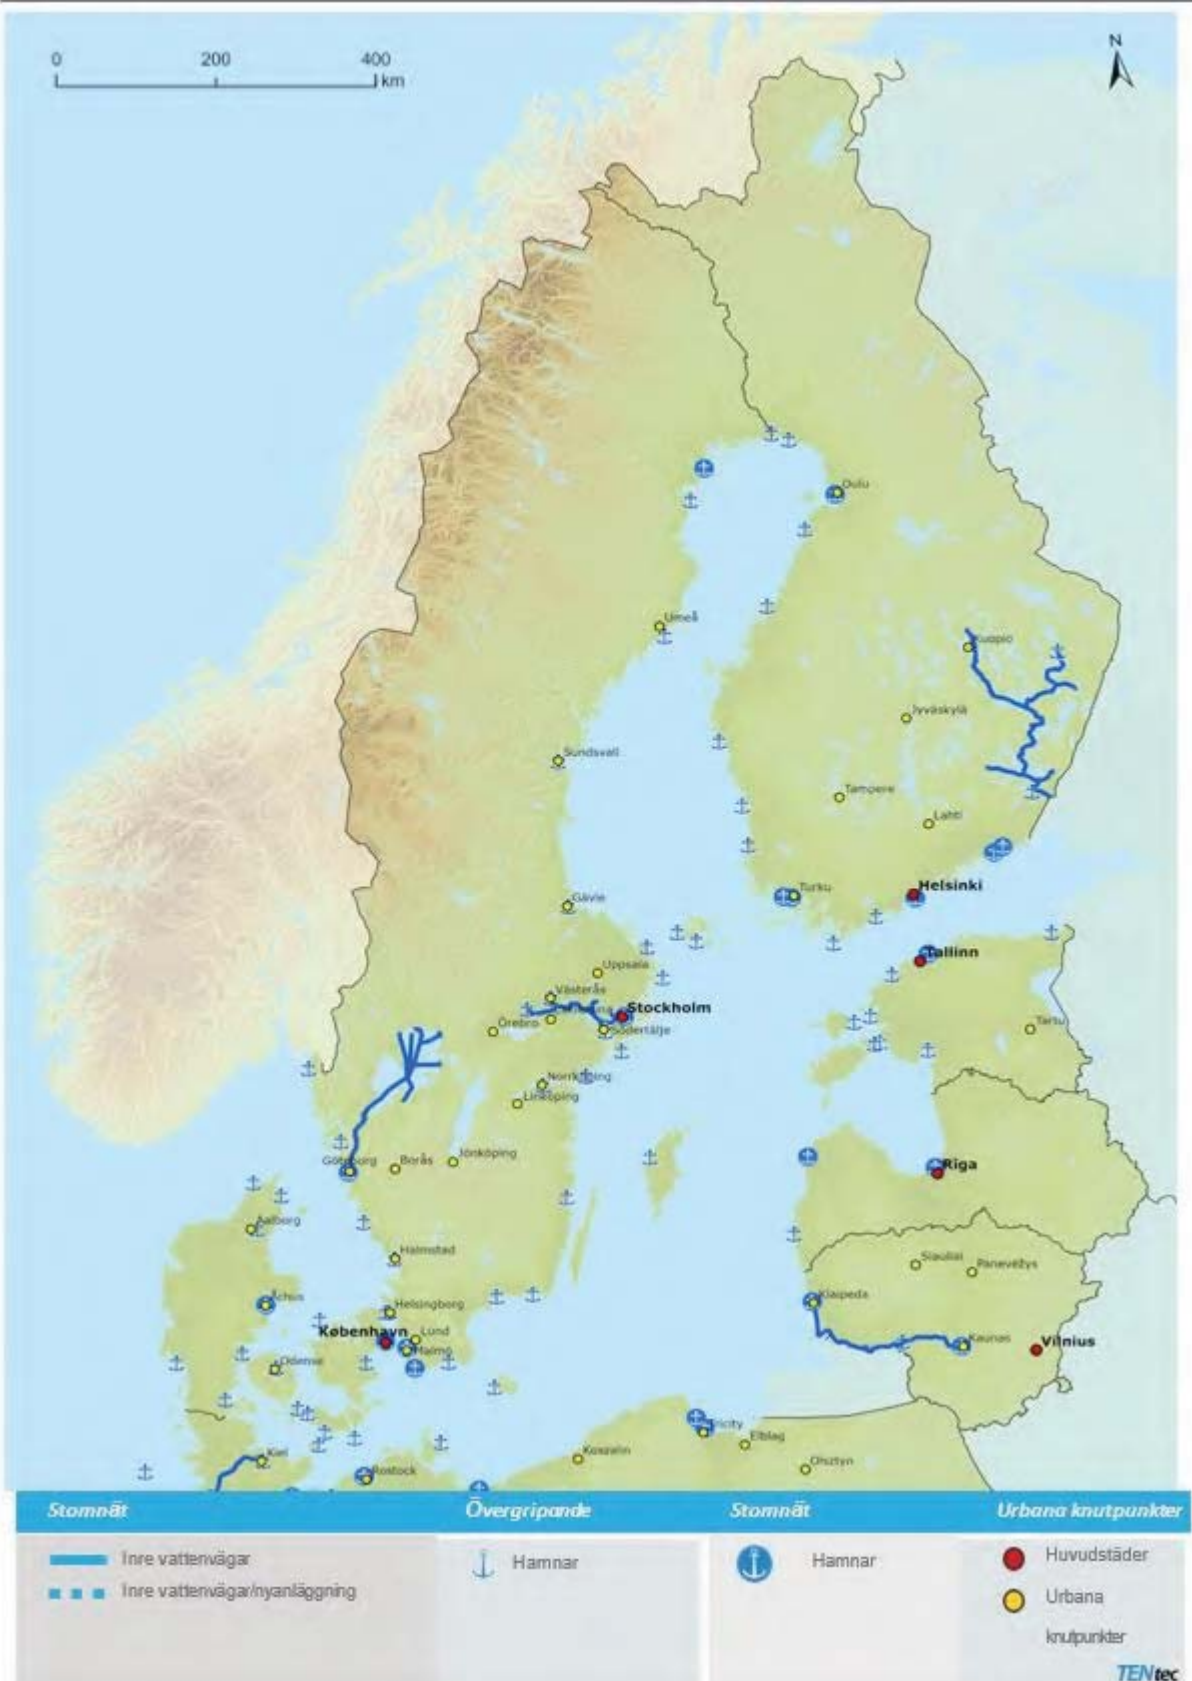 0 200 400
km
N
Oulu
Umeå
Kuopio
Jyväskylä
Sundsvall
Tampere
Lahti
Helsinki
Turku
Gävle
Tallinn
Uppsala
Västerås
Stockholm
Örebro
Södertälje
Tartu
Norrköping
Linköping
Göteborg
Borås
Jönköping
Rīga
Aalborg
Halmstad
Siauliai
Panevėžys
Århus
Helsingborg
Klaipeda
København
Lund
Malmö
Kaunas
Vilnius
Odense
Tricity
Elbląg
Koszalin
Kiel
Olsztyn
Rostock
Stomnät Övergripande Stomnät Urbana knutpunkter
Inre vattenvägar Hamnar Hamnar Huvudstäder
Inre vattenvägar/nyanläggning Urbana
knutpunkter
TENtec